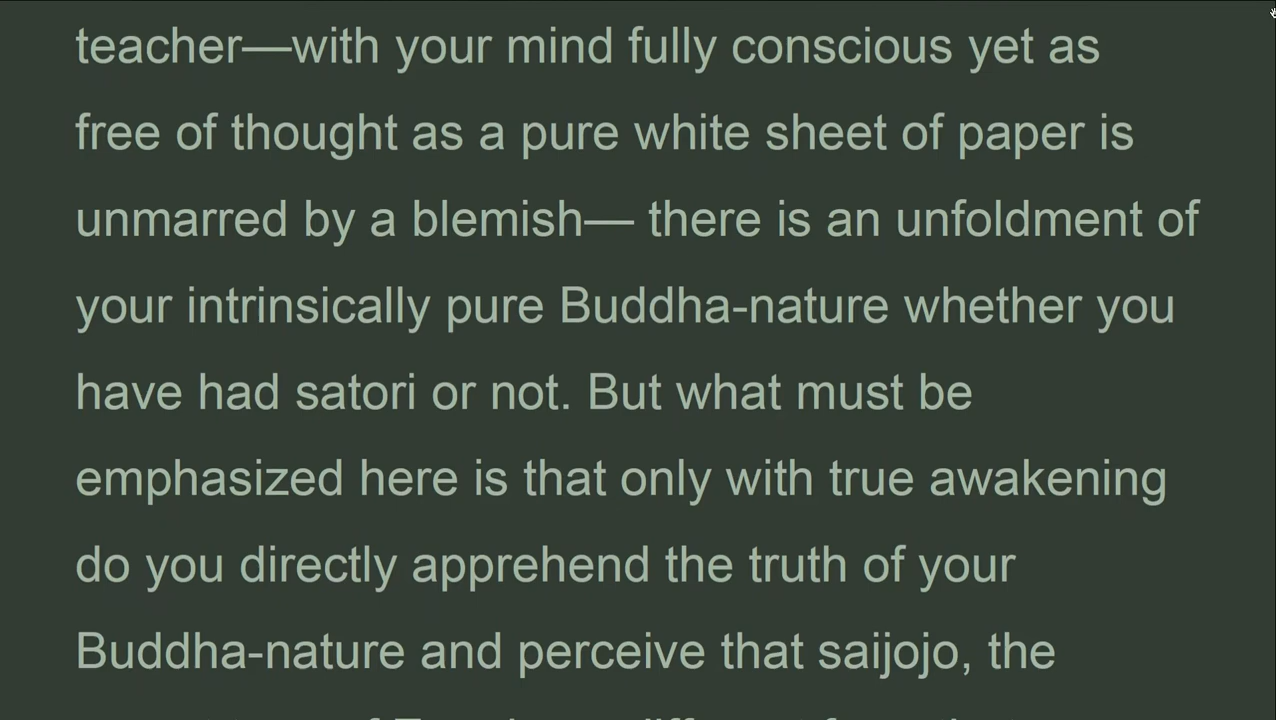 teacher—with your mind fully conscious yet as
free of thought as a pure white sheet of paper is
unmarred by a blemish— there is an unfoldment of
your intrinsically pure Buddha-nature whether you
have had satori or not. But what must be
emphasized here is that only with true awakening
do you directly apprehend the truth of your
Buddha-nature and perceive that saijojo, the